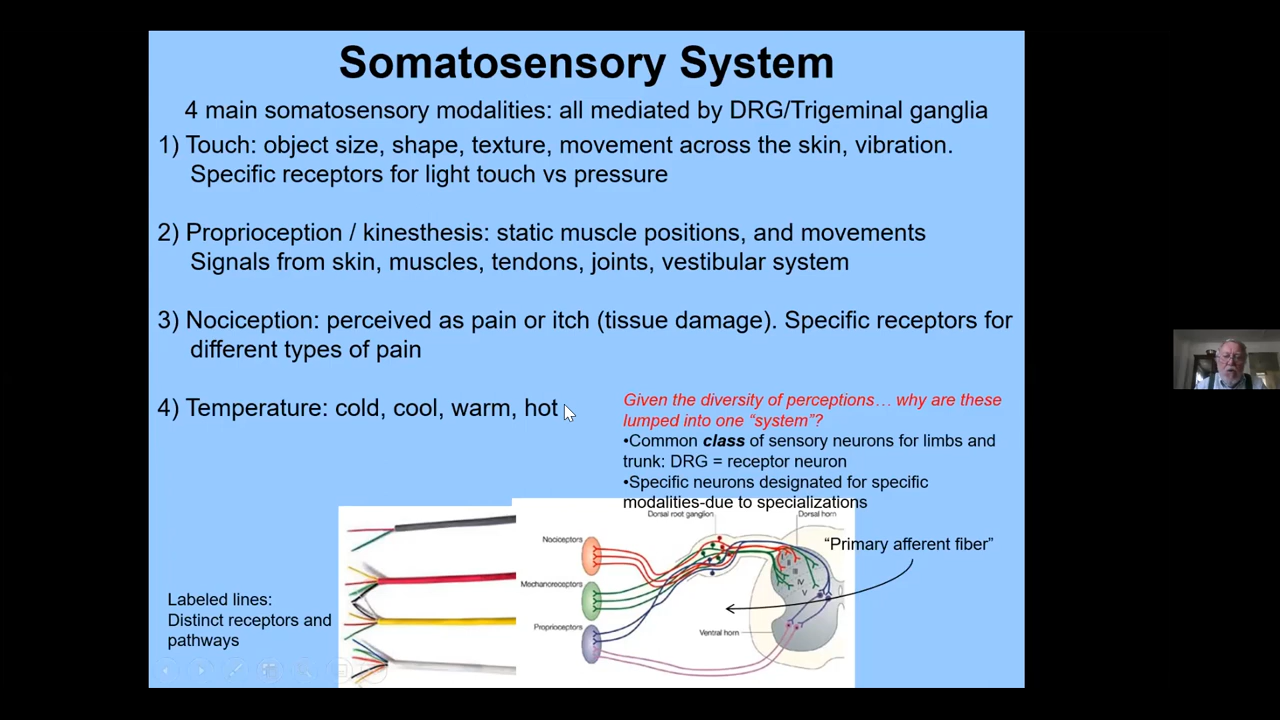 Somatosensory System
4 main somatosensory modalities: all mediated by DRG/Trigeminal ganglia
1) Touch: object size, shape, texture, movement across the skin, vibration.
Specific receptors for light touch vs pressure
2) Proprioception / kinesthesis: static muscle positions, and movements
Signals from skin, muscles, tendons, joints, vestibular system
3) Nociception: perceived as pain or itch (tissue damage). Specific receptors for
different types of pain
4) Temperature: cold, cool, warm, hot
Given the diversity of perceptions… why are these
lumped into one “system”?
•Common class of sensory neurons for limbs and
trunk: DRG = receptor neuron
•Specific neurons designated for specific
modalities-due to specializations
Labeled lines:
Distinct receptors and
pathways
Dorsal root ganglion
Dorsal horn
Nociceptors
“Primary afferent fiber”
Mechanoreceptors
Proprioceptors
Ventral horn
I
II
III
IV
V